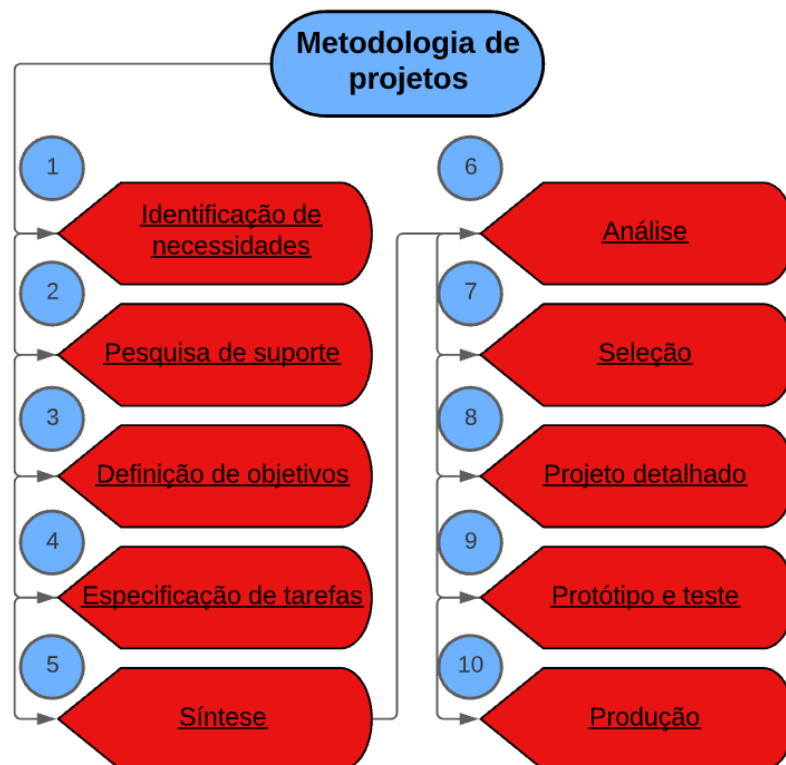 Metodologia de
projetos
1
Identificação de
necessidades
2
Pesquisa de suporte
3
Definição de objetivos
4
Especificação de tarefas
5
Síntese
6
Análise
7
Seleção
8
Projeto detalhado
9
Protótipo e teste
10
Produção